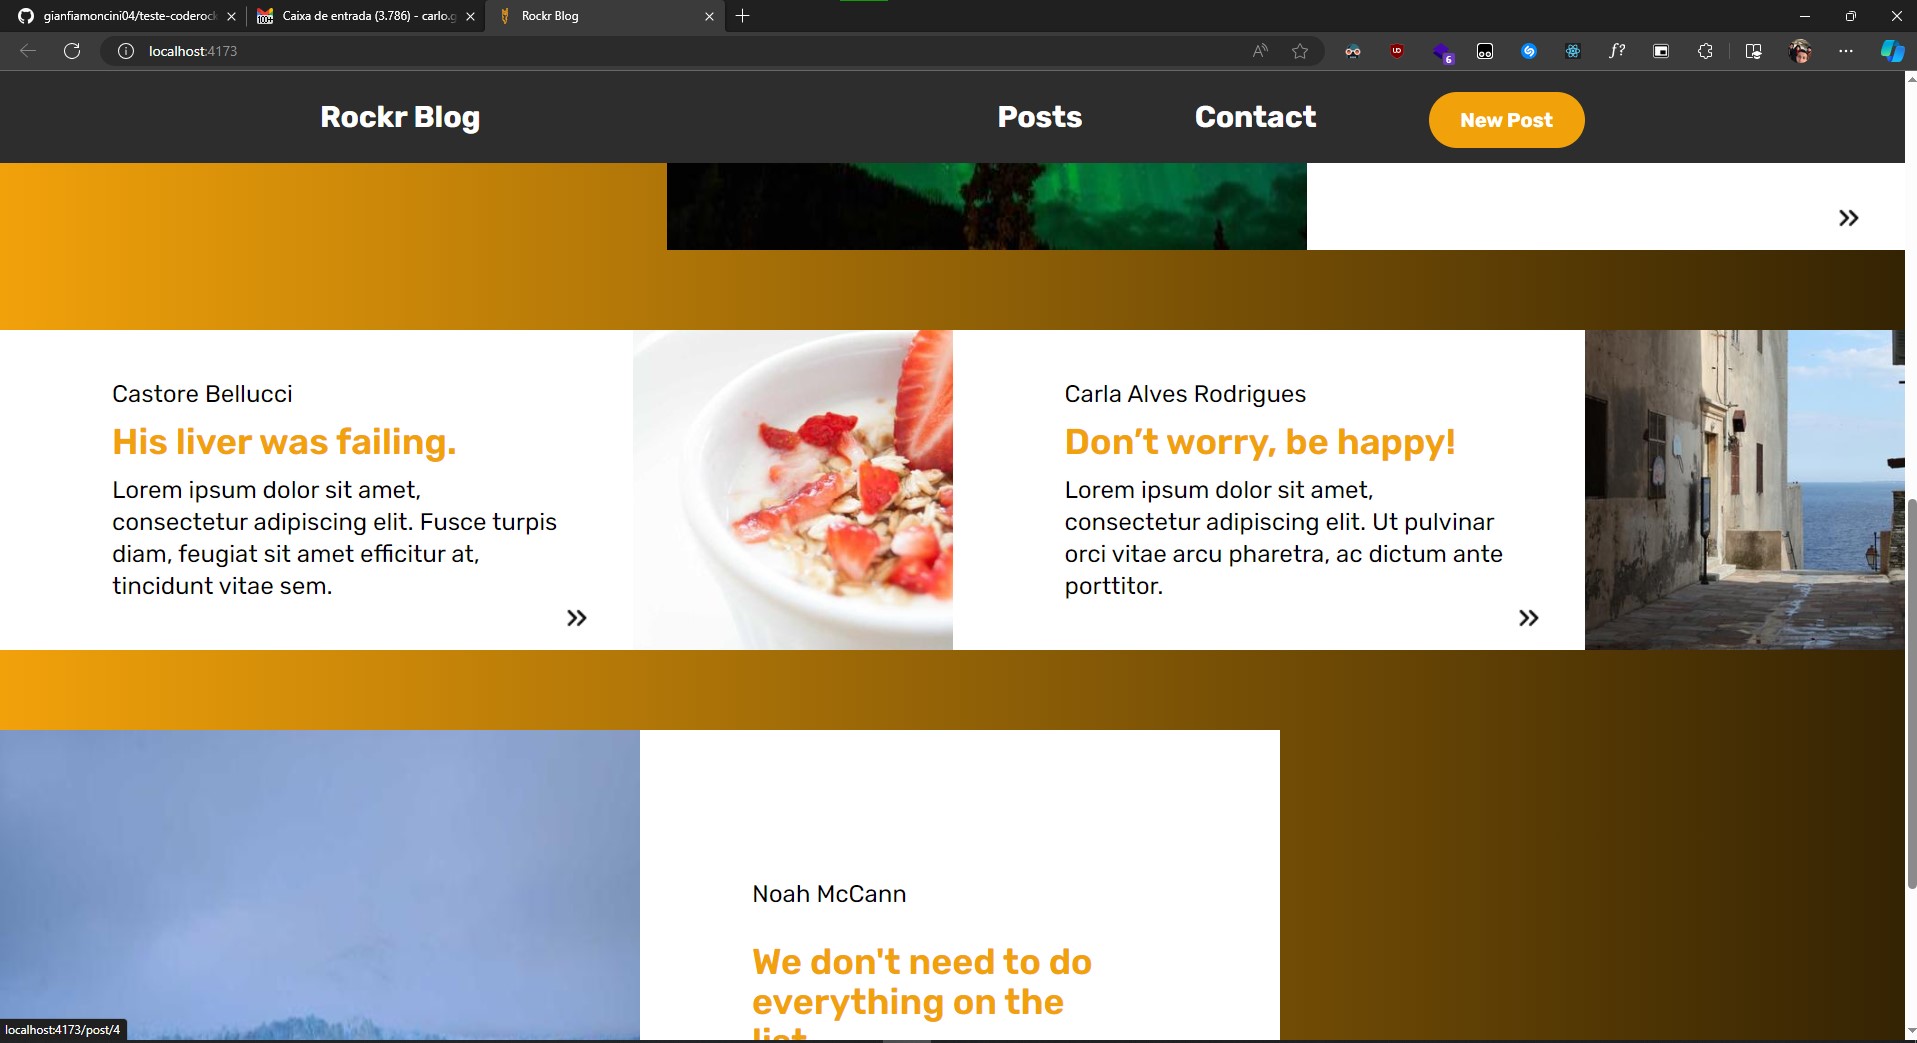 gianfiamoncini04/teste-coderock
Caixa de entrada (3.786) - carlo.g
Rockr Blog
localhost:4173
Rockr Blog
Posts
Contact
New Post
Castore Bellucci
His liver was failing.
Lorem ipsum dolor sit amet,
consectetur adipiscing elit. Fusce turpis
diam, feugiat sit amet efficitur at,
tincidunt vitae sem.
Carla Alves Rodrigues
Don’t worry, be happy!
Lorem ipsum dolor sit amet,
consectetur adipiscing elit. Ut pulvinar
orci vitae arcu pharetra, ac dictum ante
porttitor.
Noah McCann
We don't need to do
everything on the
list
localhost:4173/post/4